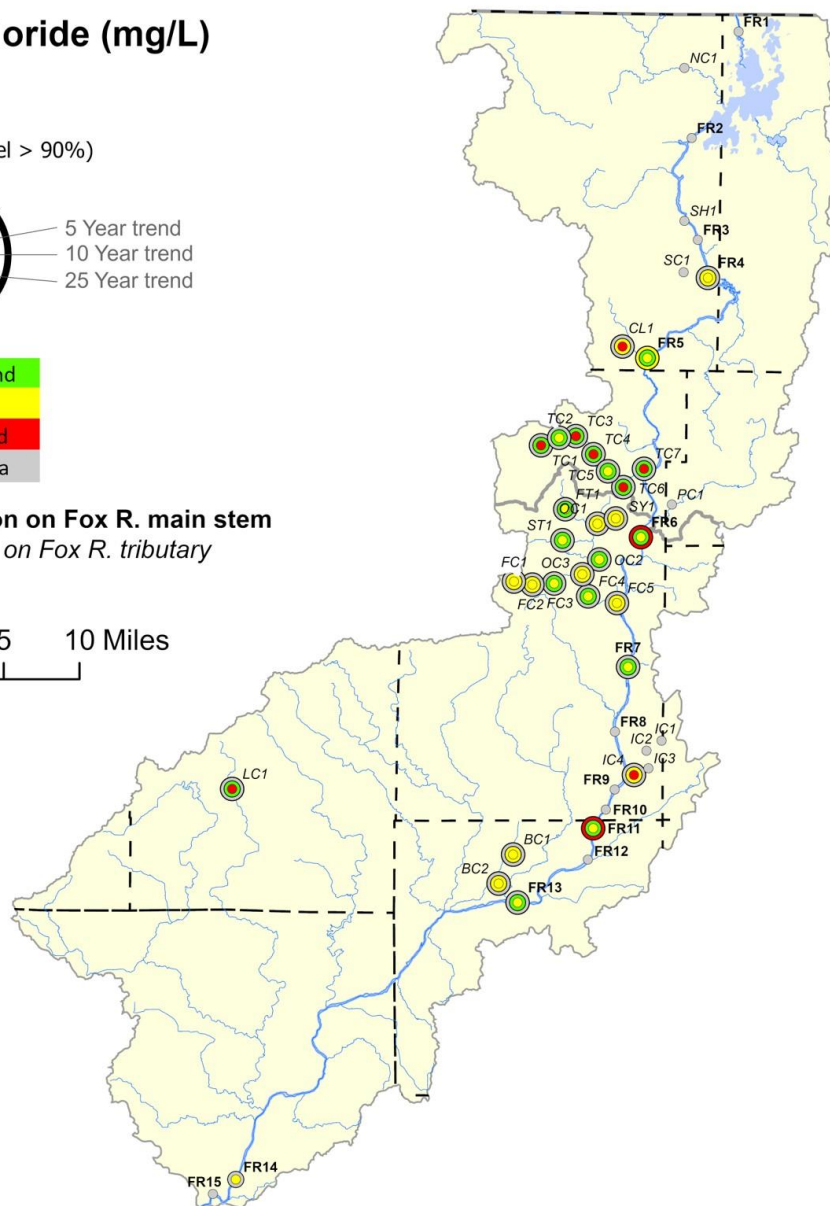 oride (mg/L)
el > 90%)
5 Year trend
10 Year trend
25 Year trend
nd
d
a
on on Fox R. main stem
on Fox R. tributary
5 10 Miles
FR1
NC1
FR2
SH1
FR3
SC1
FR4
CL1
FR5
TC2
TC3
TC4
TC1
TC7
TC5
TC6
FT1
PC1
OC1
SY1
ST1
FR6
FC1
OC3
OC2
FC4
FC5
FC2
FC3
FR7
FR8
IC1
IC2
IC4
IC3
LC1
FR9
FR10
FR11
BC1
FR12
BC2
FR13
FR14
FR15